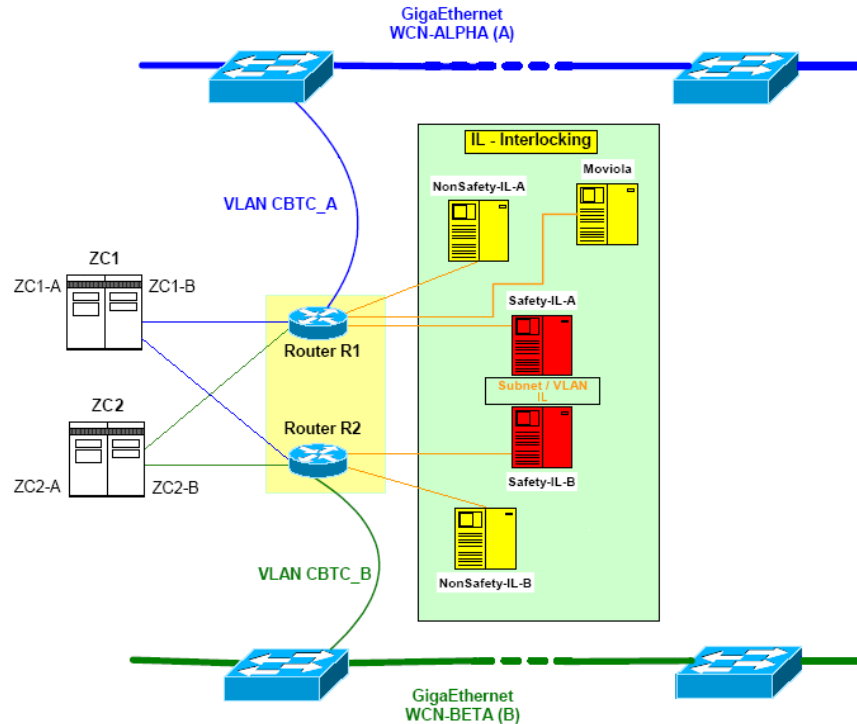 GigaEthernet
WCN-ALPHA (A)
IL - Interlocking
Moviola
NonSafety-IL-A
VLAN CBTC_A
ZC1
ZC1-A
ZC1-B
Safety-IL-A
Router R1
Subnet / VLAN
IL
ZC2
Router R2
ZC2-A
ZC2-B
Safety-IL-B
VLAN CBTC_B
NonSafety-IL-B
GigaEthernet
WCN-BETA (B)